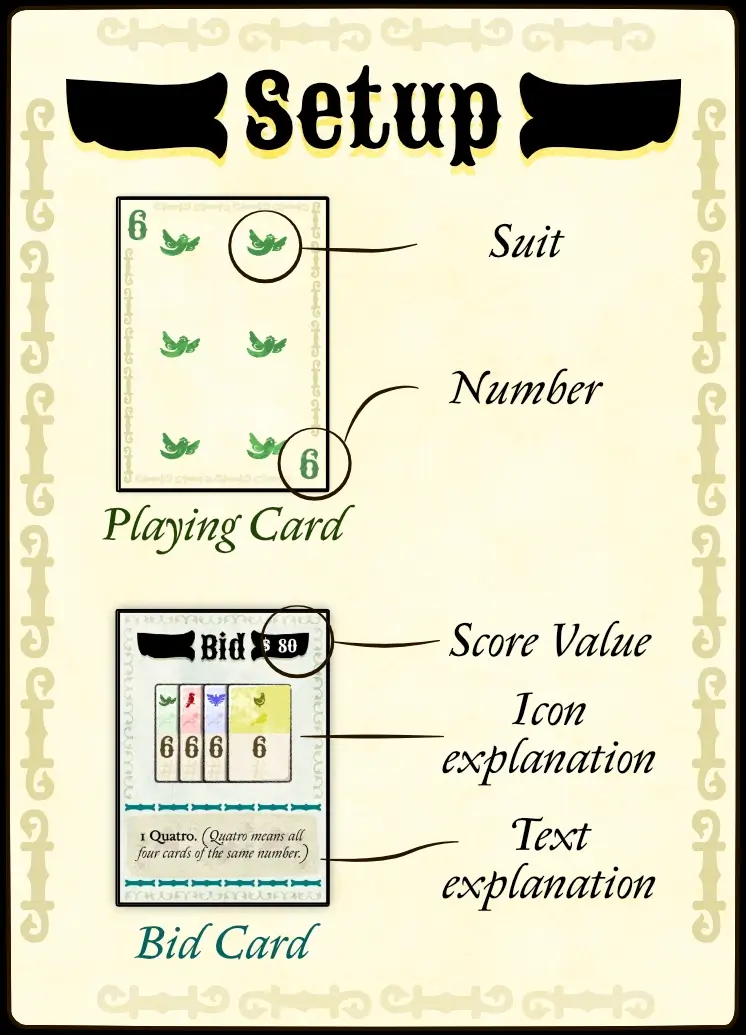 Setup
6
Suit
Number
6
Playing Card
Bid $ 80
Score Value
Icon
explanation
6 6 6 6
1 Quatro. (Quatro means all
four cards of the same number.)
Text
explanation
Bid Card